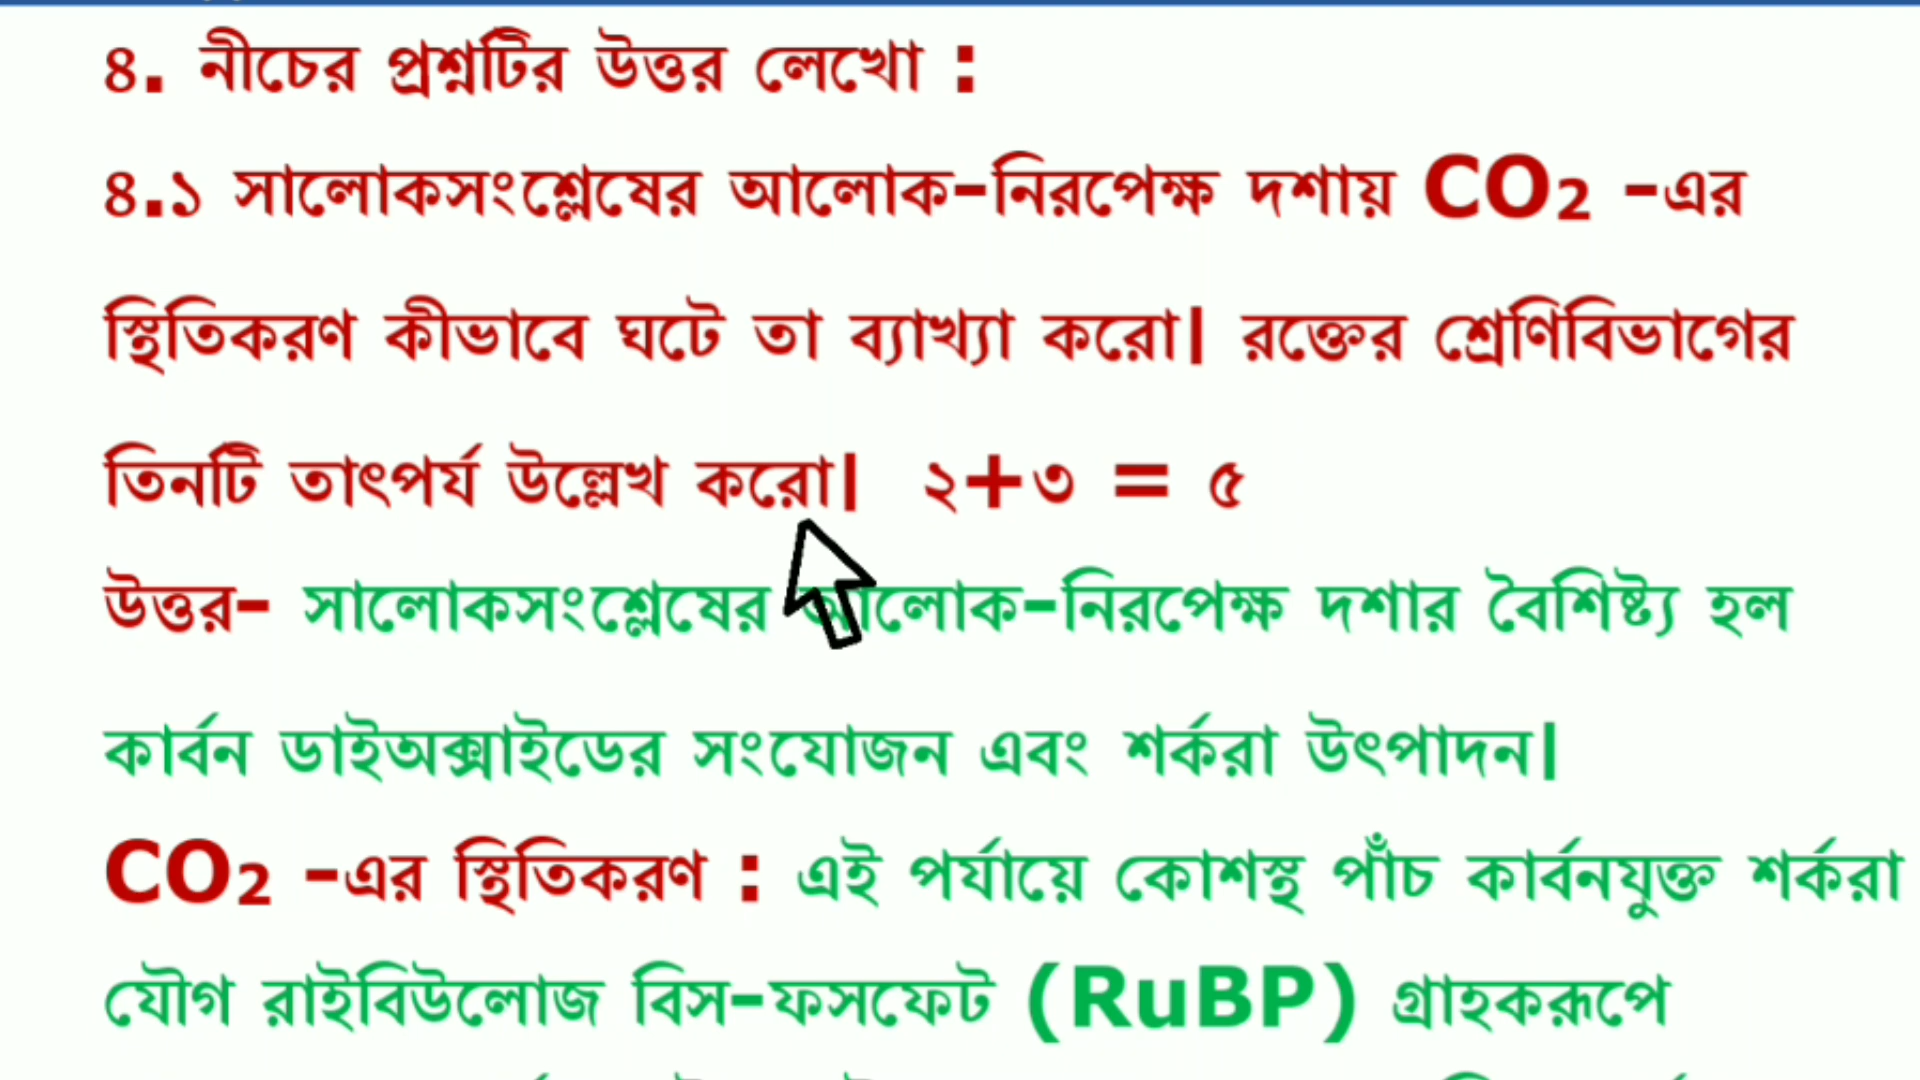 ৪. নীচের প্রশ্নটির উত্তর লেখো :
৪.১ সালোকসংশ্লেষের আলোক-নিরপেক্ষ দশায় CO₂ -এর
স্থিতিকরণ কীভাবে ঘটে তা ব্যাখ্যা করো। রক্তের শ্রেণিবিভাগের
তিনটি তাৎপর্য উল্লেখ করো। ২+৩ = ৫
উত্তর- সালোকসংশ্লেষের আলোক-নিরপেক্ষ দশার বৈশিষ্ট্য হল
কার্বন ডাইঅক্সাইডের সংযোজন এবং শর্করা উৎপাদন।
CO₂ -এর স্থিতিকরণ : এই পর্যায়ে কোশস্থ পাঁচ কার্বনযুক্ত শর্করা
যৌগ রাইবিউলোজ বিস-ফসফেট (RuBP) গ্রাহকরূপে